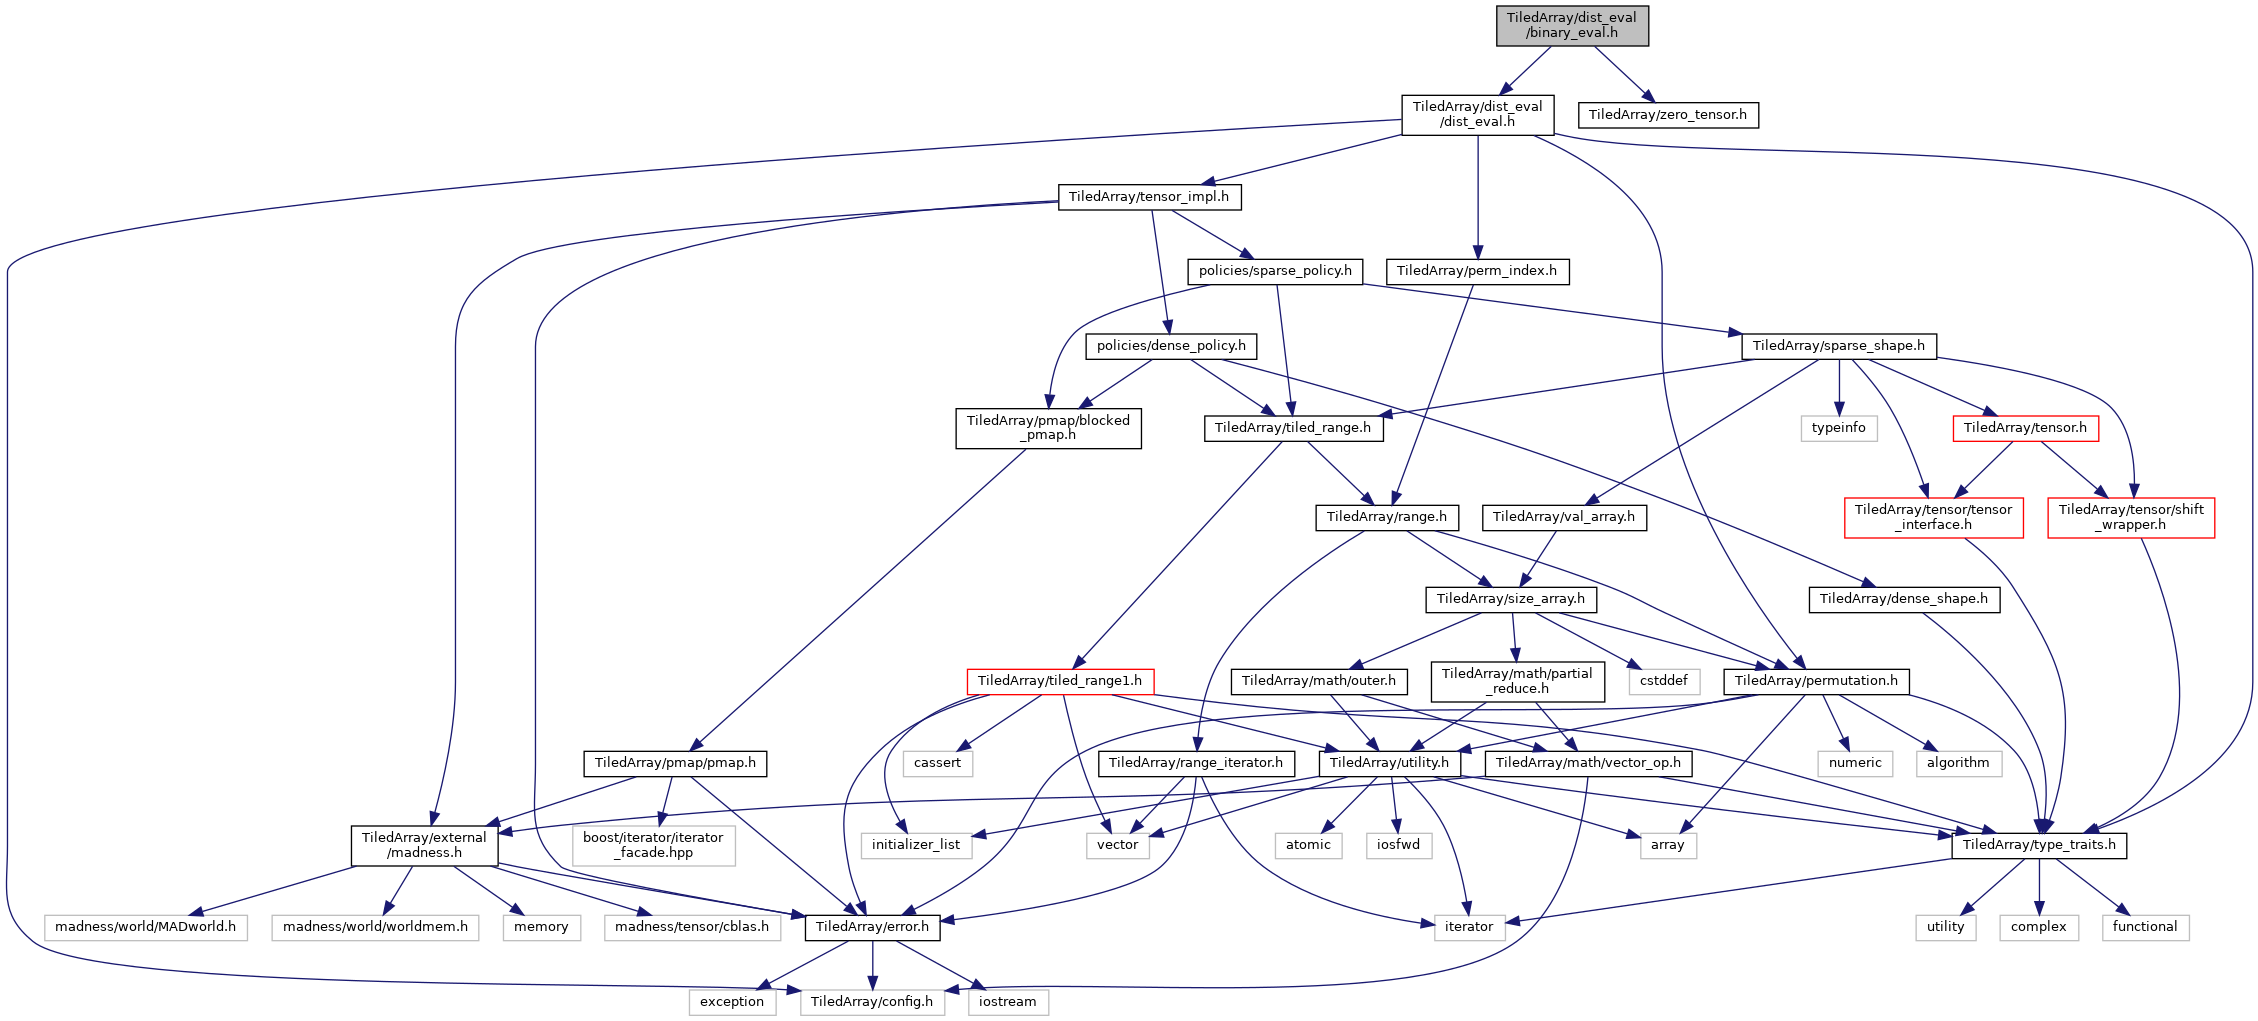 TiledArray/dist_eval
/binary_eval.h
TiledArray/dist_eval
/dist_eval.h
TiledArray/zero_tensor.h
TiledArray/tensor_impl.h
policies/sparse_policy.h
TiledArray/perm_index.h
policies/dense_policy.h
TiledArray/sparse_shape.h
TiledArray/pmap/blocked
_pmap.h
TiledArray/tiled_range.h
typeinfo
TiledArray/tensor.h
TiledArray/range.h
TiledArray/val_array.h
TiledArray/tensor/tensor
_interface.h
TiledArray/tensor/shift
_wrapper.h
TiledArray/size_array.h
TiledArray/dense_shape.h
TiledArray/tiled_range1.h
TiledArray/math/outer.h
TiledArray/math/partial
_reduce.h
cstddef
TiledArray/permutation.h
TiledArray/pmap/pmap.h
cassert
TiledArray/range_iterator.h
TiledArray/utility.h
TiledArray/math/vector_op.h
numeric
algorithm
TiledArray/external
/madness.h
boost/iterator/iterator
_facade.hpp
initializer_list
vector
atomic
iosfwd
array
TiledArray/type_traits.h
madness/world/MADworld.h
madness/world/worldmem.h
memory
madness/tensor/cblas.h
TiledArray/error.h
iterator
utility
complex
functional
exception
TiledArray/config.h
iostream